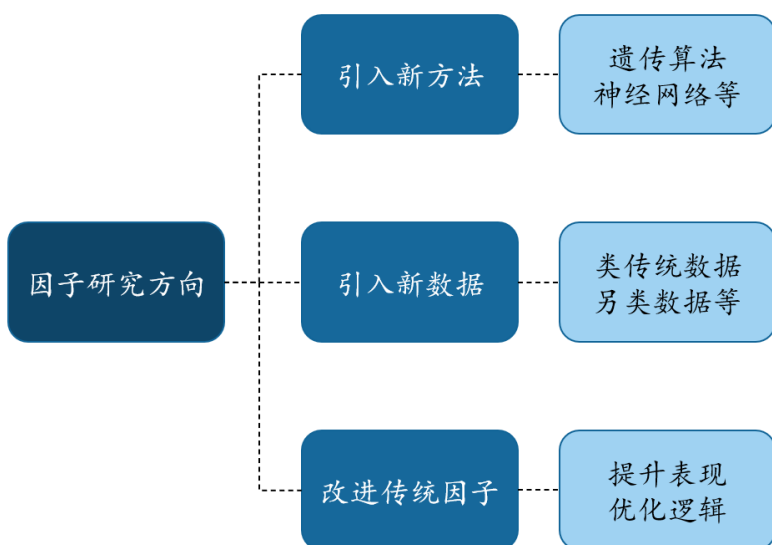 因子研究方向
引入新方法
遗传算法
神经网络等
引入新数据
类传统数据
另类数据等
改进传统因子
提升表现
优化逻辑